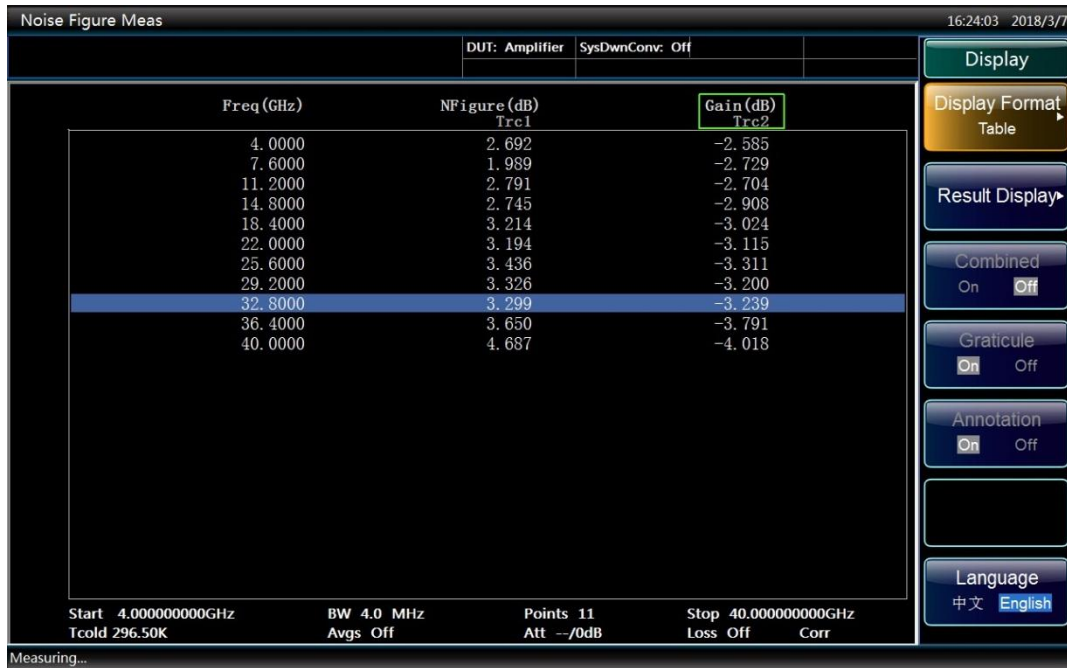 Noise Figure Meas
16:24:03 2018/3/7
DUT: Amplifier SysDwnConv: Off
Display
Display Format
Table
Freq(GHz) NFigure(dB) Gain(dB)
Trc1 Trc2
4.0000 2.692 -2.585
7.6000 1.989 -2.729
11.2000 2.791 -2.704
14.8000 2.745 -2.908
18.4000 3.214 -3.024
22.0000 3.194 -3.115
25.6000 3.436 -3.311
29.2000 3.326 -3.200
32.8000 3.299 -3.239
36.4000 3.650 -3.791
40.0000 4.687 -4.018
Result Display
Combined
On Off
Graticule
On Off
Annotation
On Off
Language
中文 English
Start 4.000000000GHz BW 4.0 MHz Points 11 Stop 40.000000000GHz
Tcold 296.50K Avgs Off Att --/0dB Loss Off Corr
Measuring...